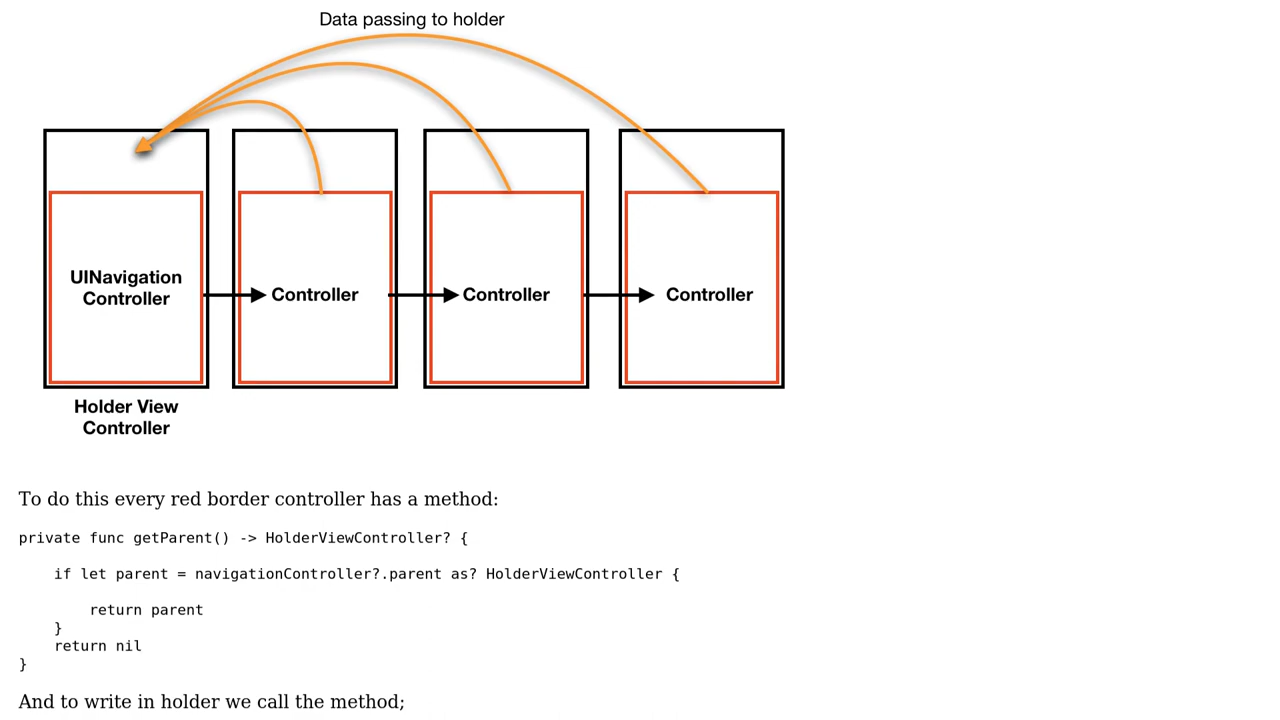 Data passing to holder
UINavigation
Controller
Controller
Controller
Controller
Holder View
Controller
To do this every red border controller has a method:
private func getParent() -> HolderViewController? {
    if let parent = navigationController?.parent as? HolderViewController {
        return parent
    }
    return nil
}
And to write in holder we call the method;